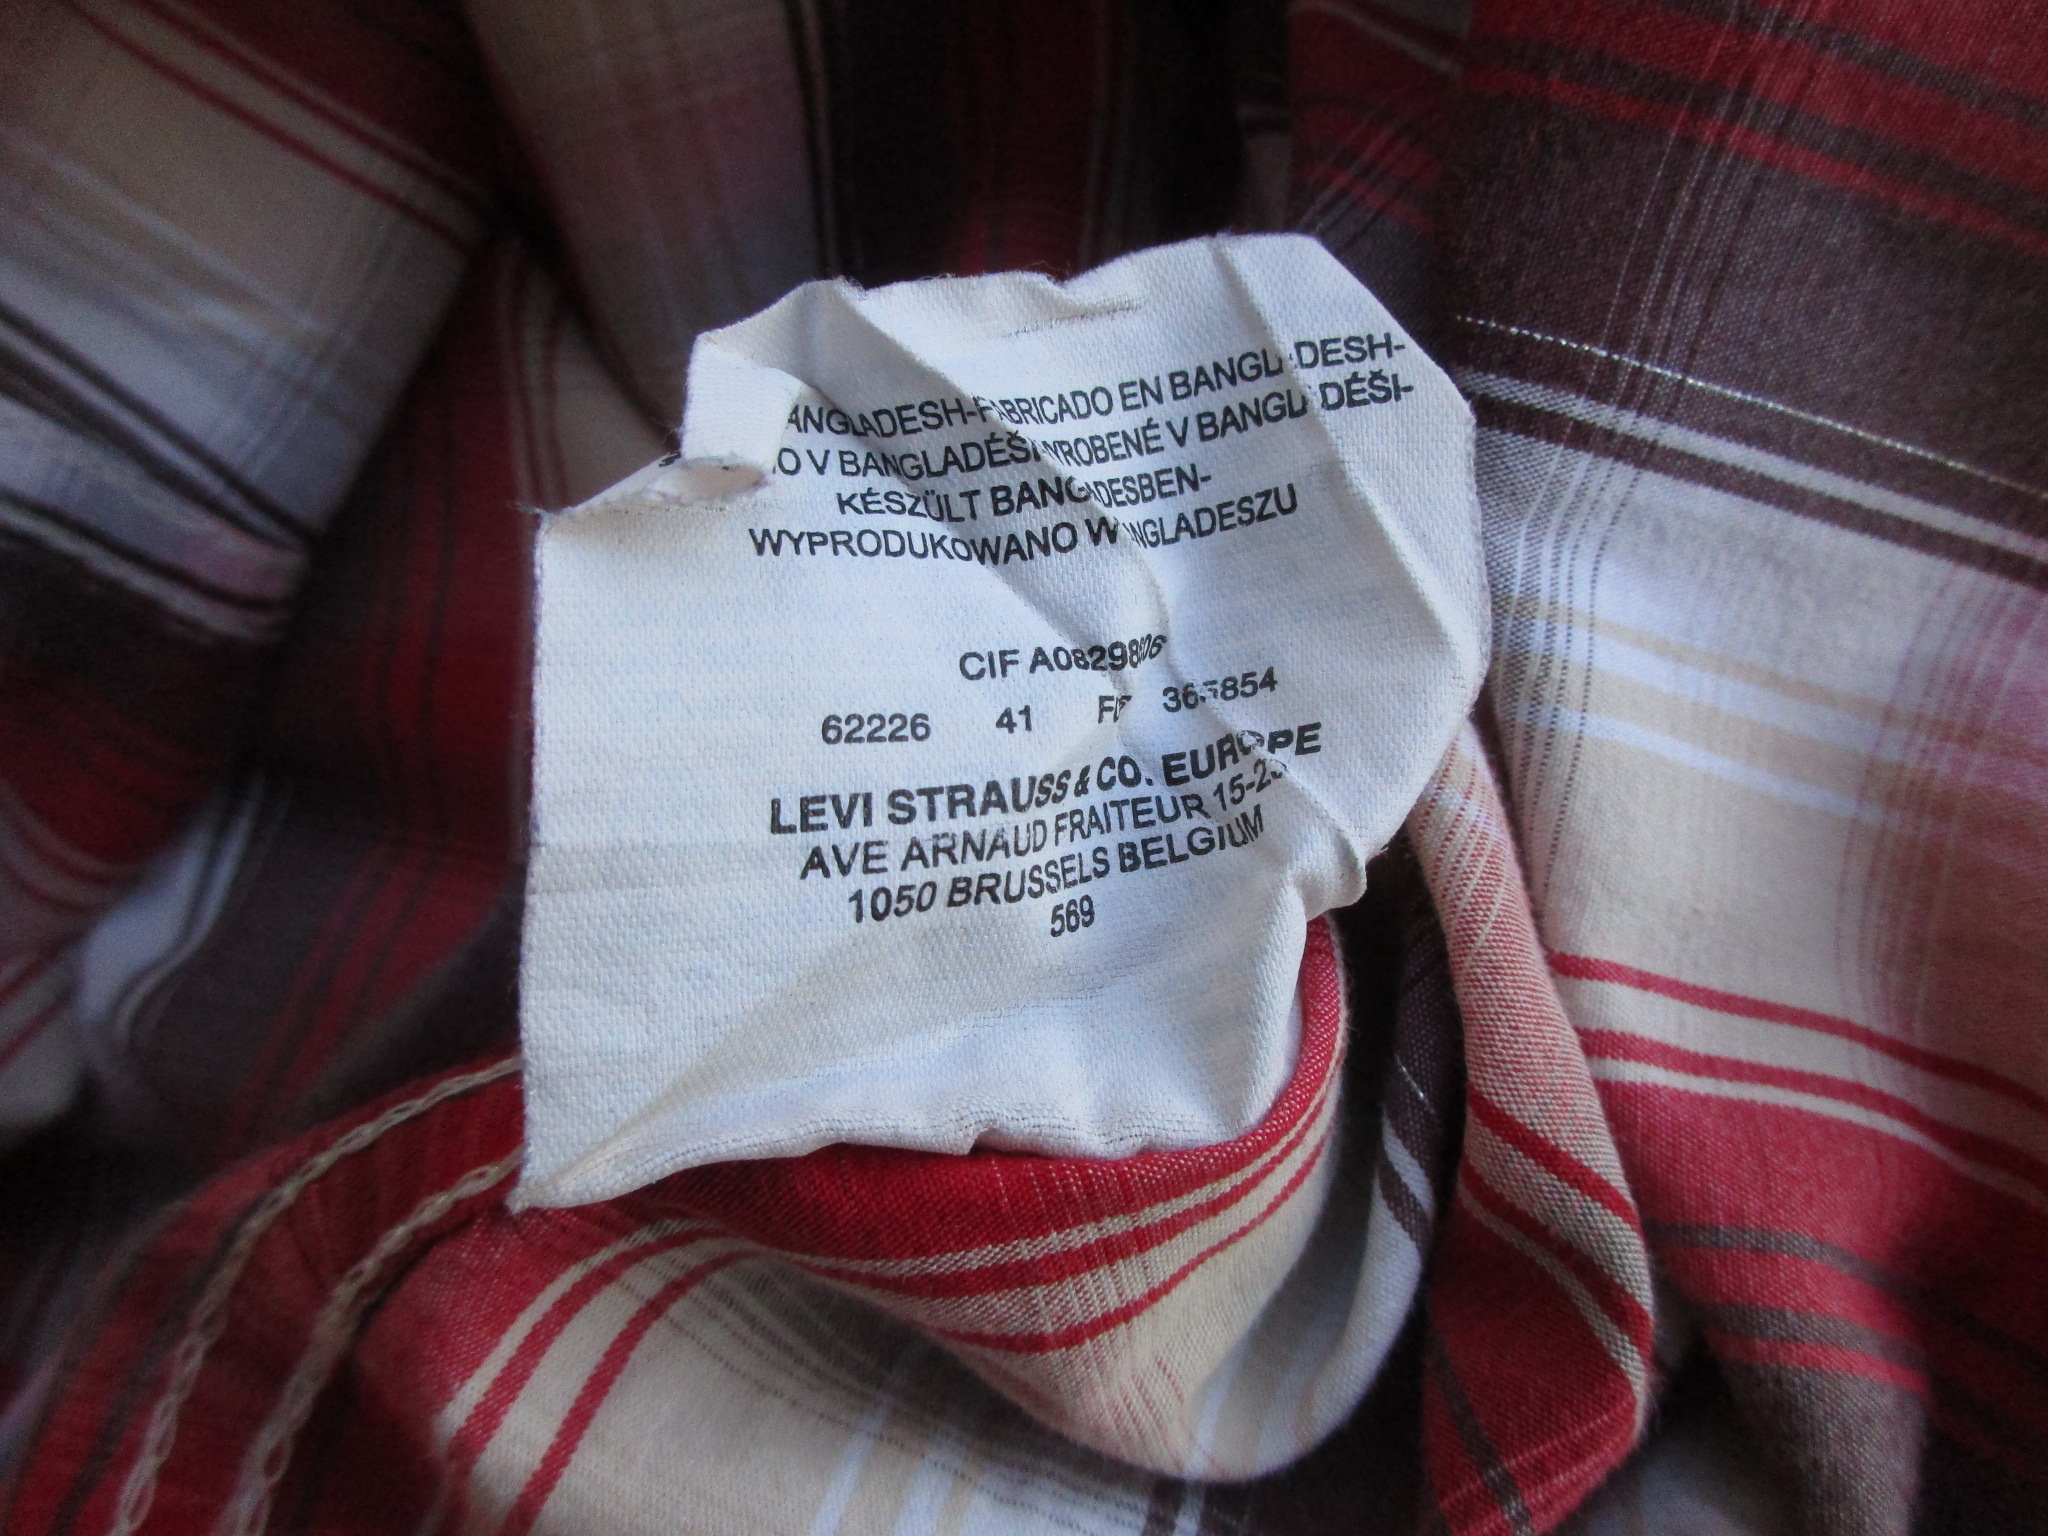 ANGLADESH-FABRICADO EN BANGLADESH-
O V BANGLADÉŠI-VYROBENÉ V BANGLADÉŠI-
KÉSZÜLT BANGLADESBEN-
WYPRODUKOWANO W BANGLADESZU
CIF
62226 41
LEVI STRAUSS & CO. EUROPE
AVE ARNAUD FRAITEUR
1050 BRUSSELS BELGIUM
569